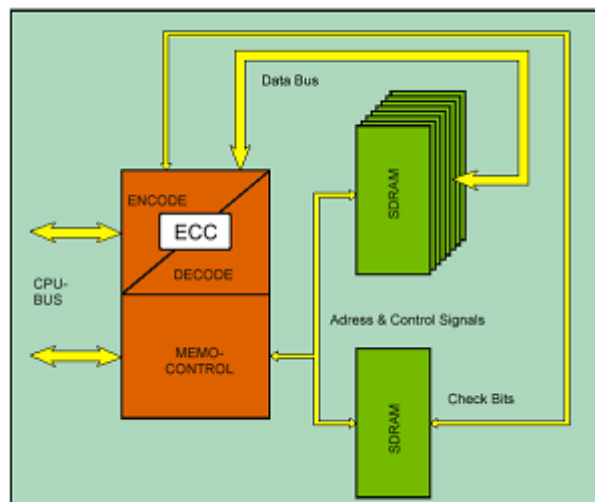 Data Bus
ENCODE
ECC
DECODE
SDRAM
CPU-
BUS
Adress & Control Signals
MEMO-
CONTROL
SDRAM
Check Bits